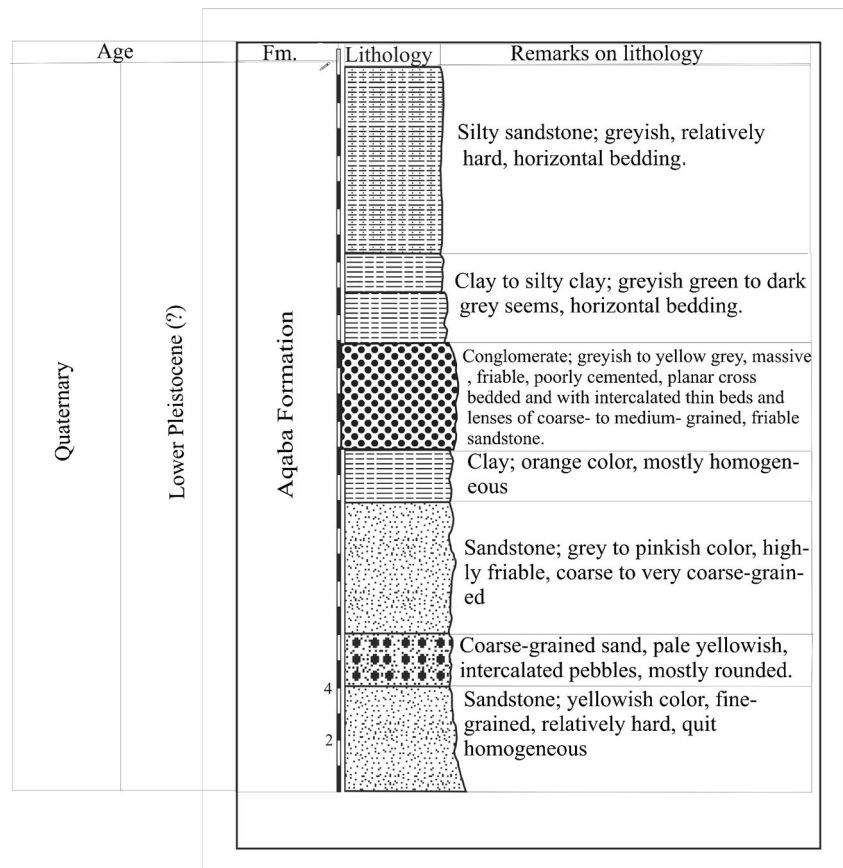 Age
Fm.
Lithology
Remarks on lithology
Quaternary
Lower Pleistocene (?)
Aqaba Formation
Silty sandstone; greyish, relatively
hard, horizontal bedding.
Clay to silty clay; greyish green to dark
grey seems, horizontal bedding.
Conglomerate; greyish to yellow grey, massive
, friable, poorly cemented, planar cross
bedded and with intercalated thin beds and
lenses of coarse- to medium- grained, friable
sandstone.
Clay; orange color, mostly homogen-
eous
Sandstone; grey to pinkish color, high-
ly friable, coarse to very coarse-grain-
ed
Coarse-grained sand, pale yellowish,
intercalated pebbles, mostly rounded.
4
Sandstone; yellowish color, fine-
grained, relatively hard, quit
homogeneous
2